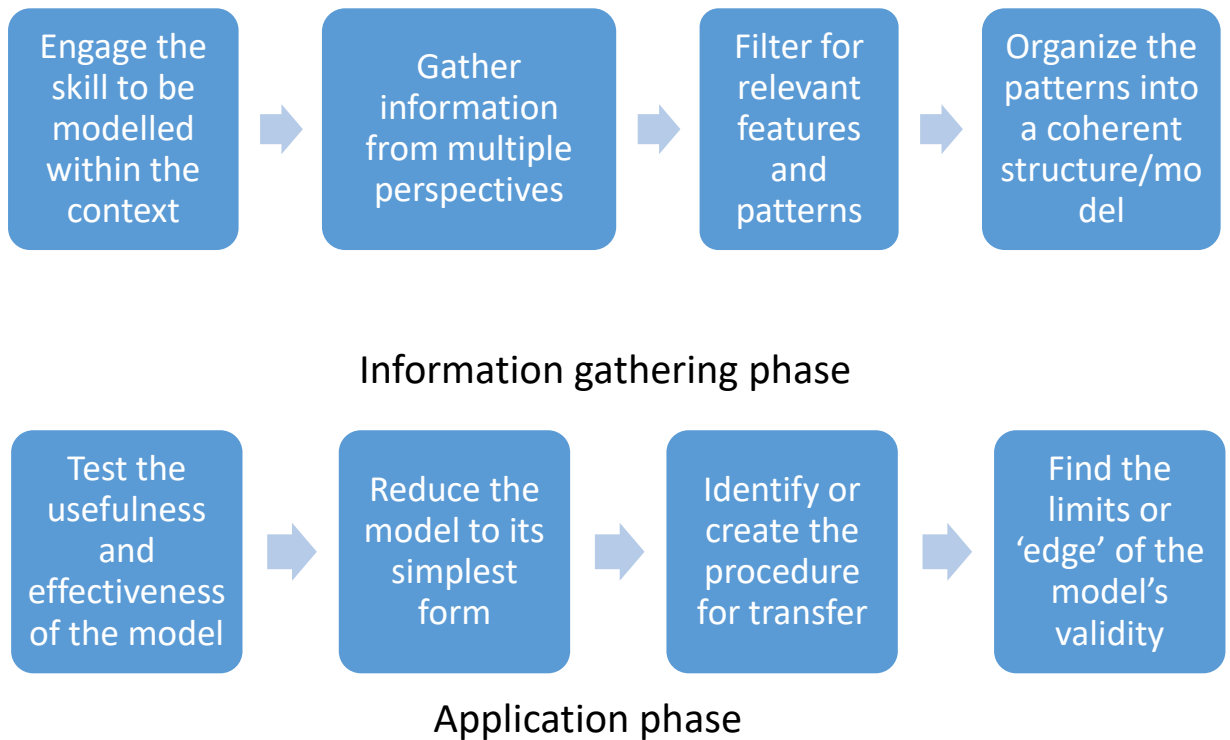 Engage the
skill to be
modelled
within the
context
Gather
information
from multiple
perspectives
Filter for
relevant
features
and
patterns
Organize the
patterns into
a coherent
structure/mo
del
Information gathering phase
Test the
usefulness
and
effectiveness
of the model
Reduce the
model to its
simplest
form
Identify or
create the
procedure
for transfer
Find the
limits or
‘edge’ of the
model’s
validity
Application phase